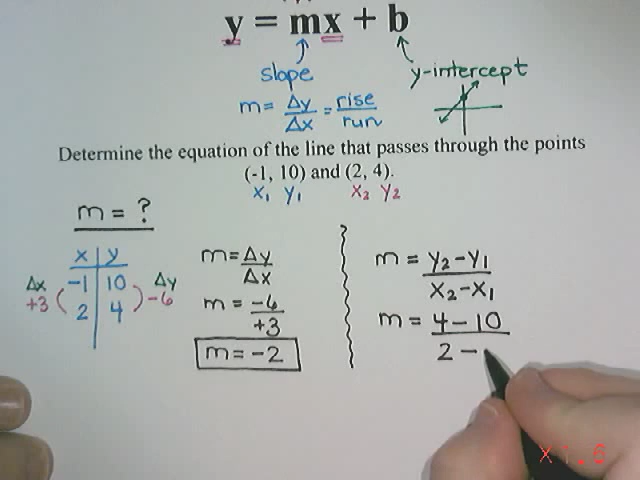 y = mx + b
slope
y-intercept
m = Δy/Δx = rise/run
Determine the equation of the line that passes through the points
(-1, 10) and (2, 4).
x₁ y₁ x₂ y₂
m = ?
x | y
-1 | 10
2 | 4
Δx
+3
Δy
-6
m = Δy/Δx
m = -6/+3
m = -2
m = y₂-y₁/x₂-x₁
m = 4-10/2-
x1.6